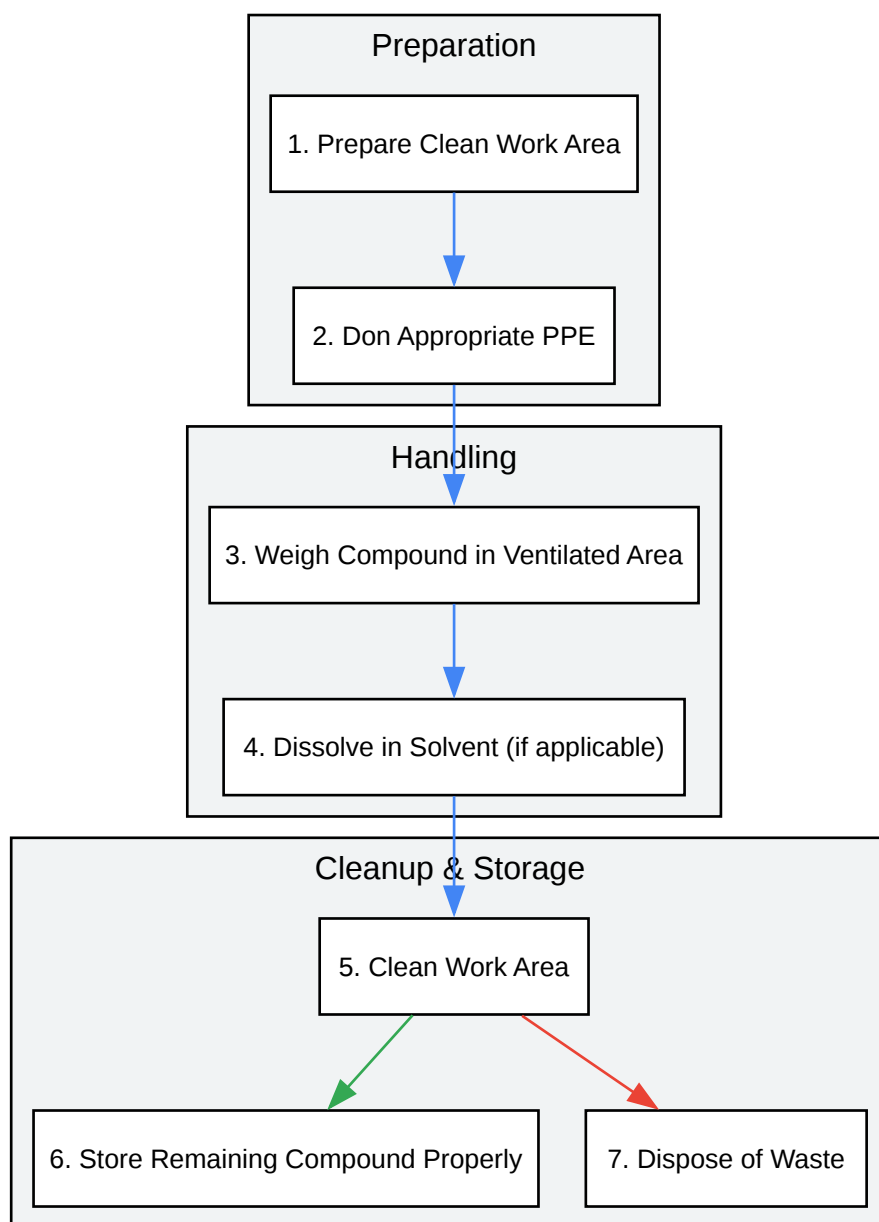 Preparation
1. Prepare Clean Work Area
2. Don Appropriate PPE
Handling
3. Weigh Compound in Ventilated Area
4. Dissolve in Solvent (if applicable)
Cleanup & Storage
5. Clean Work Area
6. Store Remaining Compound Properly
7. Dispose of Waste